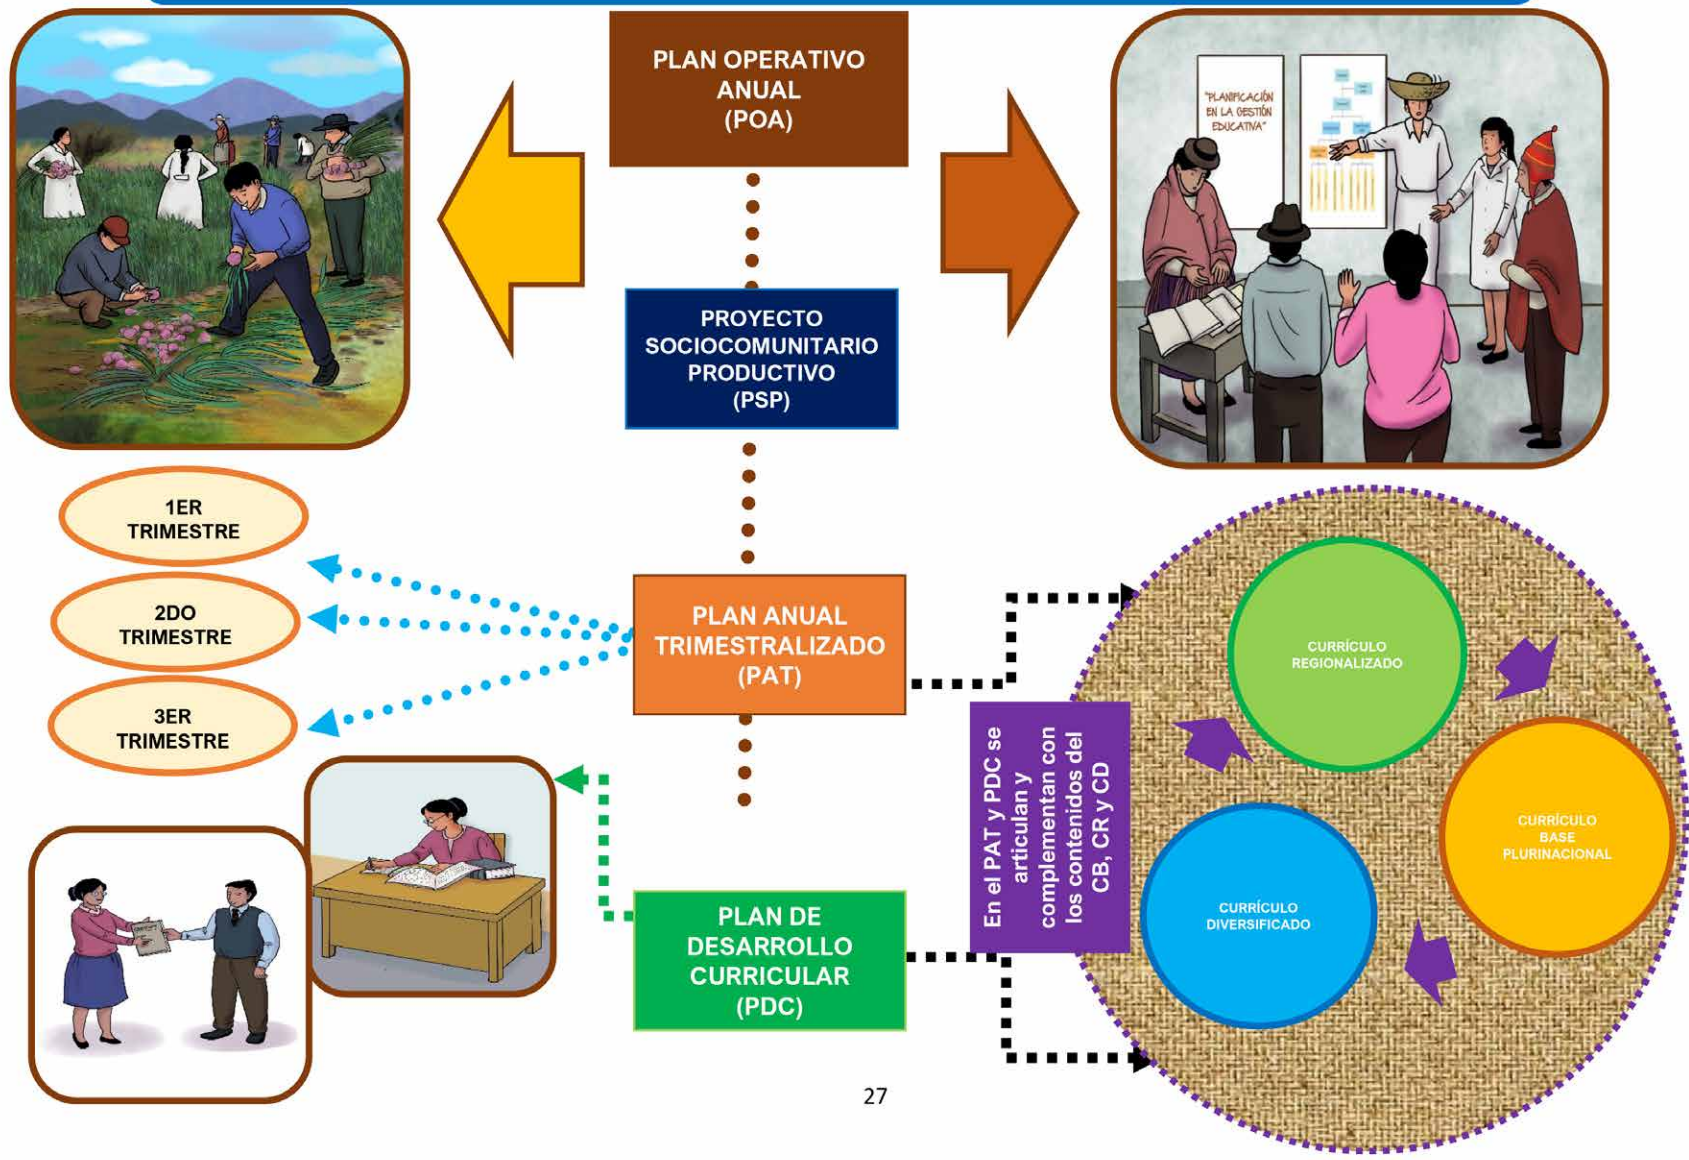 PLAN OPERATIVO
ANUAL
(POA)
"PLANIFICACIÓN
EN LA GESTIÓN
EDUCATIVA"
PROYECTO
SOCIOCOMUNITARIO
PRODUCTIVO
(PSP)
1ER
TRIMESTRE
2DO
TRIMESTRE
3ER
TRIMESTRE
PLAN ANUAL
TRIMESTRALIZADO
(PAT)
CURRÍCULO
REGIONALIZADO
En el PAT y PDC se
articulan y
complementan con
los contenidos del
CB, CR y CD
CURRÍCULO
BASE
PLURINACIONAL
CURRÍCULO
DIVERSIFICADO
PLAN DE
DESARROLLO
CURRICULAR
(PDC)
27